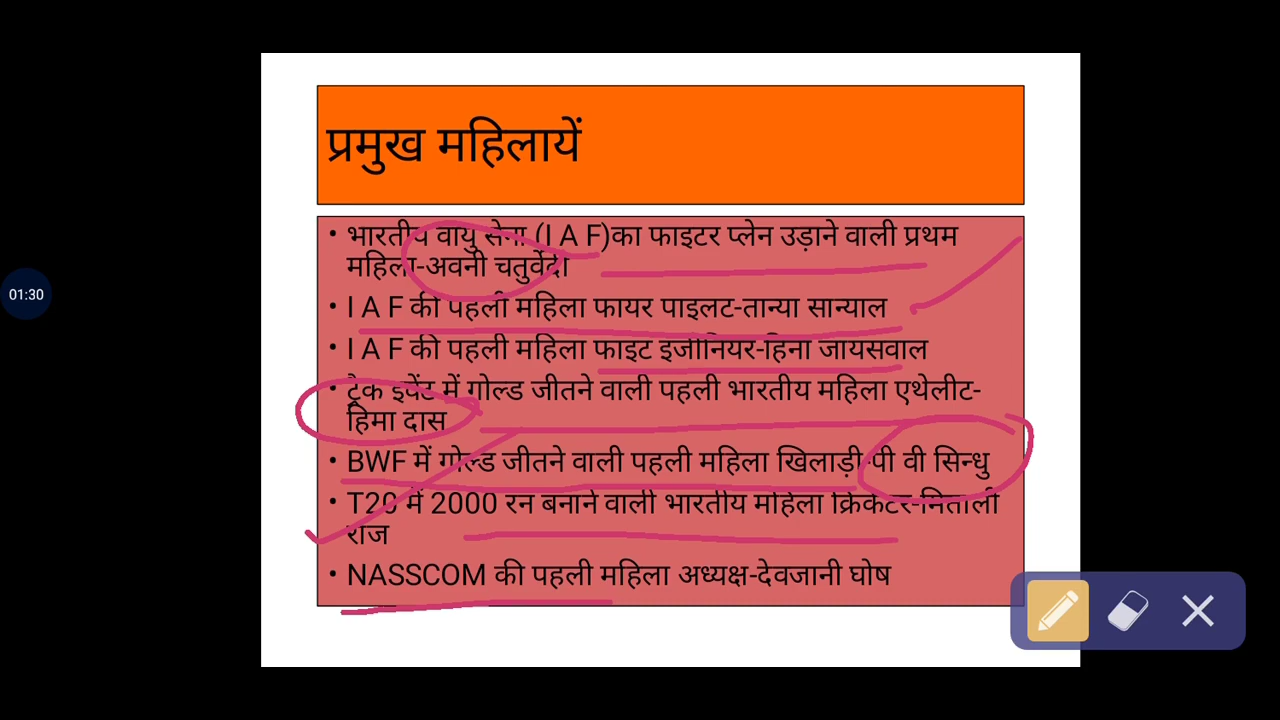 प्रमुख महिलायें
• भारतीय वायु सेना (I A F)का फाइटर प्लेन उड़ाने वाली प्रथम
महिला-अवनी चतुर्वेदी
• I A F की पहली महिला फायर पाइलट-तान्या सान्याल
• I A F की पहली महिला फाइट इंजीनियर-हिना जायसवाल
• ट्रैक इवेंट में गोल्ड जीतने वाली पहली भारतीय महिला एथेलीट-
हिमा दास
• BWF में गोल्ड जीतने वाली पहली महिला खिलाड़ी-पी वी सिन्धु
• T20 में 2000 रन बनाने वाली भारतीय महिला क्रिकेटर-मिताली
राज
• NASSCOM की पहली महिला अध्यक्ष-देवजानी घोष
01:30